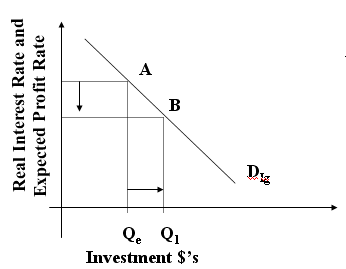 Real Interest Rate and
Expected Profit Rate
A
B
D_Ig
Q_e Q_1
Investment $'s